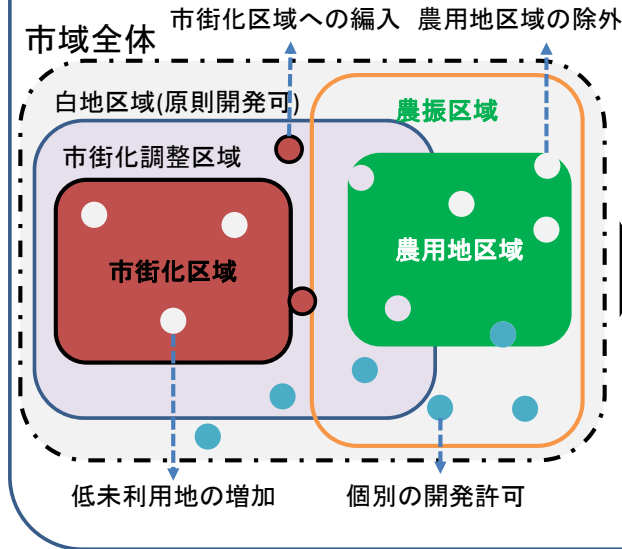 市街化区域への編入 農用地区域の除外
市域全体
白地区域(原則開発可)
農振区域
市街化調整区域
市街化区域
農用地区域
低未利用地の増加
個別の開発許可